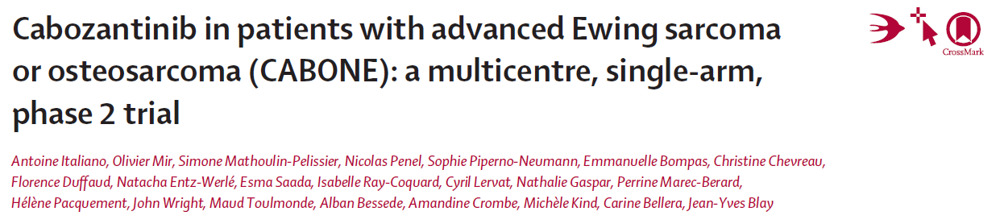 Cabozantinib in patients with advanced Ewing sarcoma
or osteosarcoma (CABONE): a multicentre, single-arm,
phase 2 trial
CrossMark
Antoine Italiano, Olivier Mir, Simone Mathoulin-Pelissier, Nicolas Penel, Sophie Piperno-Neumann, Emmanuelle Bompas, Christine Chevreau,
Florence Duffaud, Natacha Entz-Werlé, Esma Saada, Isabelle Ray-Coquard, Cyril Lervat, Nathalie Gaspar, Perrine Marec-Berard,
Hélène Pacquement, John Wright, Maud Toulmonde, Alban Bessede, Amandine Crombe, Michèle Kind, Carine Bellera, Jean-Yves Blay